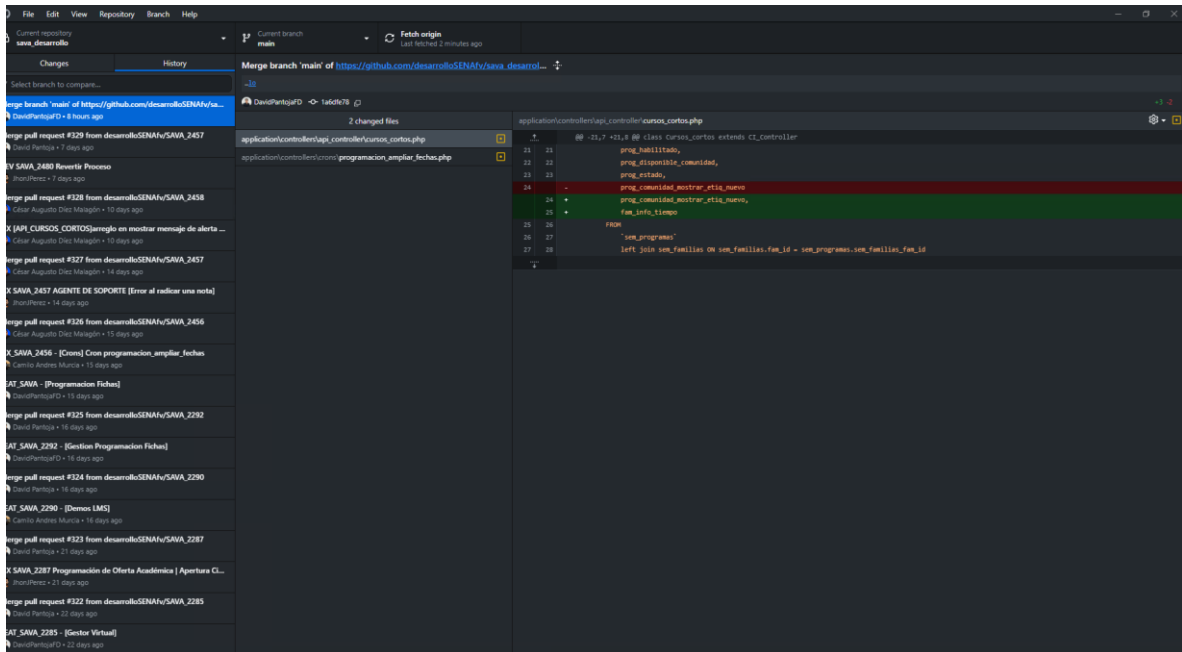 File Edit View Repository Branch Help
Current repository
sava_desarrollo
Current branch
main
Fetch origin
Last fetched 2 minutes ago
Changes History
Select branch to compare...
erge branch 'main' of https://github.com/desarrolloSENAfv/sa...
DavidPantojaFD • 8 hours ago
erge pull request #329 from desarrolloSENAfv/SAVA_2457
David Pantoja • 7 days ago
EV SAVA_2480 Revertir Proceso
JhonJPerez • 7 days ago
erge pull request #328 from desarrolloSENAfv/SAVA_2458
César Augusto Díez Malagón • 10 days ago
X [API_CURSOS_CORTOS]arreglo en mostrar mensaje de alerta ...
César Augusto Díez Malagón • 10 days ago
erge pull request #327 from desarrolloSENAfv/SAVA_2457
César Augusto Díez Malagón • 14 days ago
X SAVA_2457 AGENTE DE SOPORTE [Error al radicar una nota]
JhonJPerez • 14 days ago
erge pull request #326 from desarrolloSENAfv/SAVA_2456
César Augusto Díez Malagón • 15 days ago
X_SAVA_2456 - [Crons] Cron programacion_ampliar_fechas
Camilo Andres Murcia • 15 days ago
EAT_SAVA - [Programacion Fichas]
DavidPantojaFD • 15 days ago
erge pull request #325 from desarrolloSENAfv/SAVA_2292
David Pantoja • 16 days ago
EAT_SAVA_2292 - [Gestion Programacion Fichas]
DavidPantojaFD • 16 days ago
erge pull request #324 from desarrolloSENAfv/SAVA_2290
David Pantoja • 16 days ago
EAT_SAVA_2290 - [Demos LMS]
Camilo Andres Murcia • 16 days ago
erge pull request #323 from desarrolloSENAfv/SAVA_2287
David Pantoja • 21 days ago
X SAVA_2287 Programación de Oferta Académica | Apertura Ci...
JhonJPerez • 21 days ago
erge pull request #322 from desarrolloSENAfv/SAVA_2285
David Pantoja • 22 days ago
EAT_SAVA_2285 - [Gestor Virtual]
DavidPantojaFD • 22 days ago
Merge branch 'main' of https://github.com/desarrolloSENAfv/sava_desarrol...
DavidPantojaFD 1a6dfe78 +3 -2
2 changed files
application\controllers\api_controller\cursos_cortos.php
application\controllers\crons\programacion_ampliar_fechas.php
application\controllers\api_controller\cursos_cortos.php
@@ -21,7 +21,8 @@ class Cursos_cortos extends CI_Controller
21 21 prog_habilitado,
22 22 prog_disponible_comunidad,
23 23 prog_estado,
24 - prog_comunidad_mostrar_etiq_nuevo
24 + prog_comunidad_mostrar_etiq_nuevo,
25 + fam_info_tiempo
25 26 FROM
26 27 `sem_programas`
27 28 left join sem_familias ON sem_familias.fam_id = sem_programas.sem_familias_fam_id